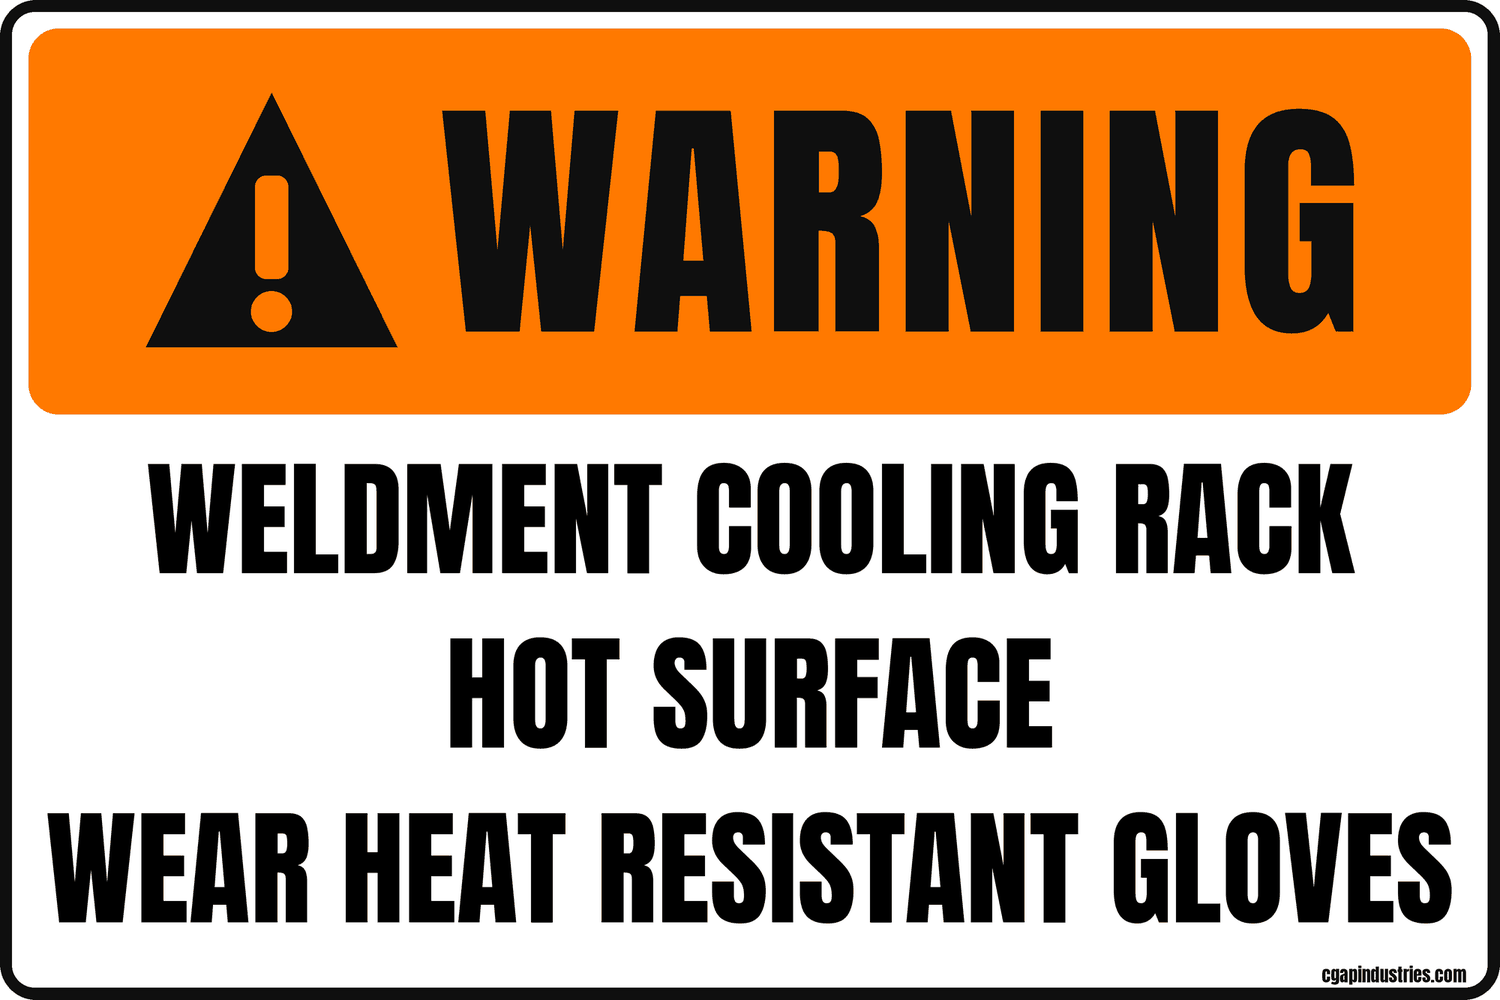 WARNING
WELDMENT COOLING RACK
HOT SURFACE
WEAR HEAT RESISTANT GLOVES
cgapindustries.com